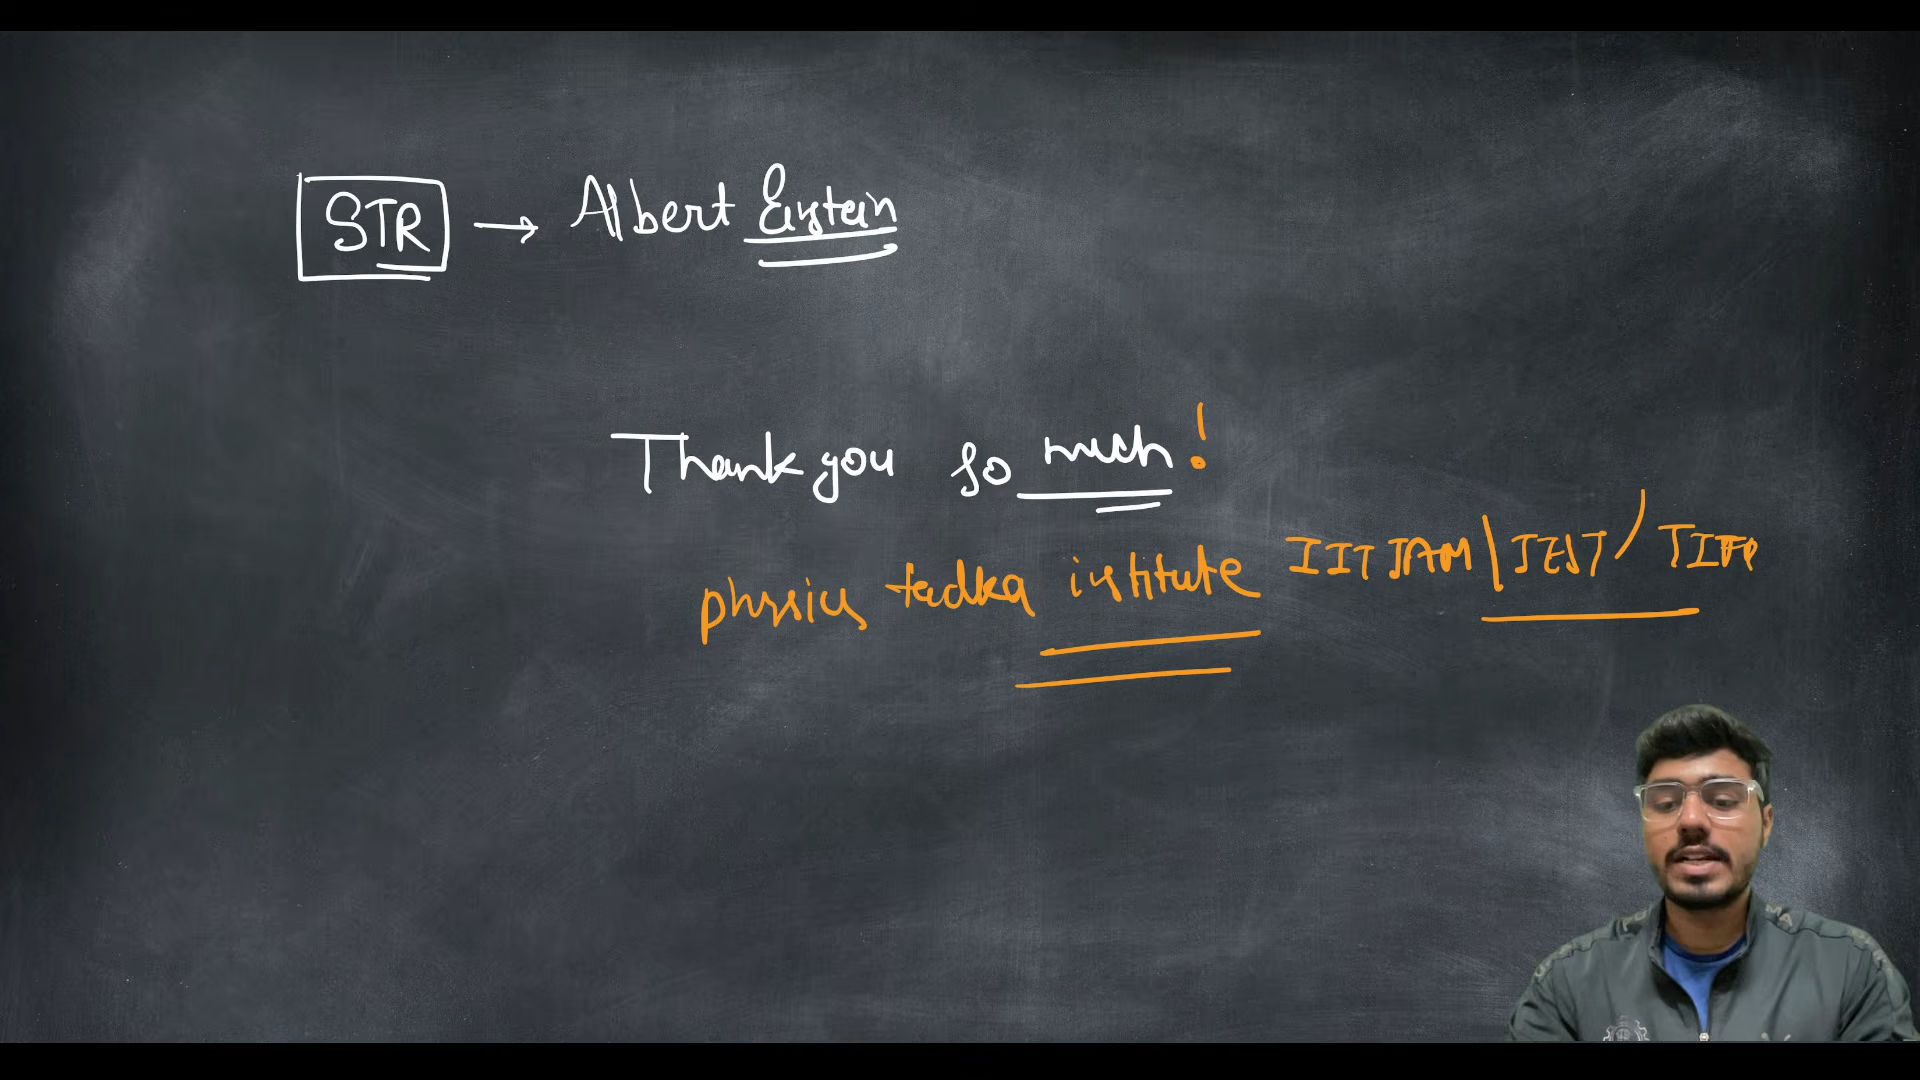 STR → Albert Einstein
Thank you so much!
physics tadka institute IIT JAM | JEST / TIFR